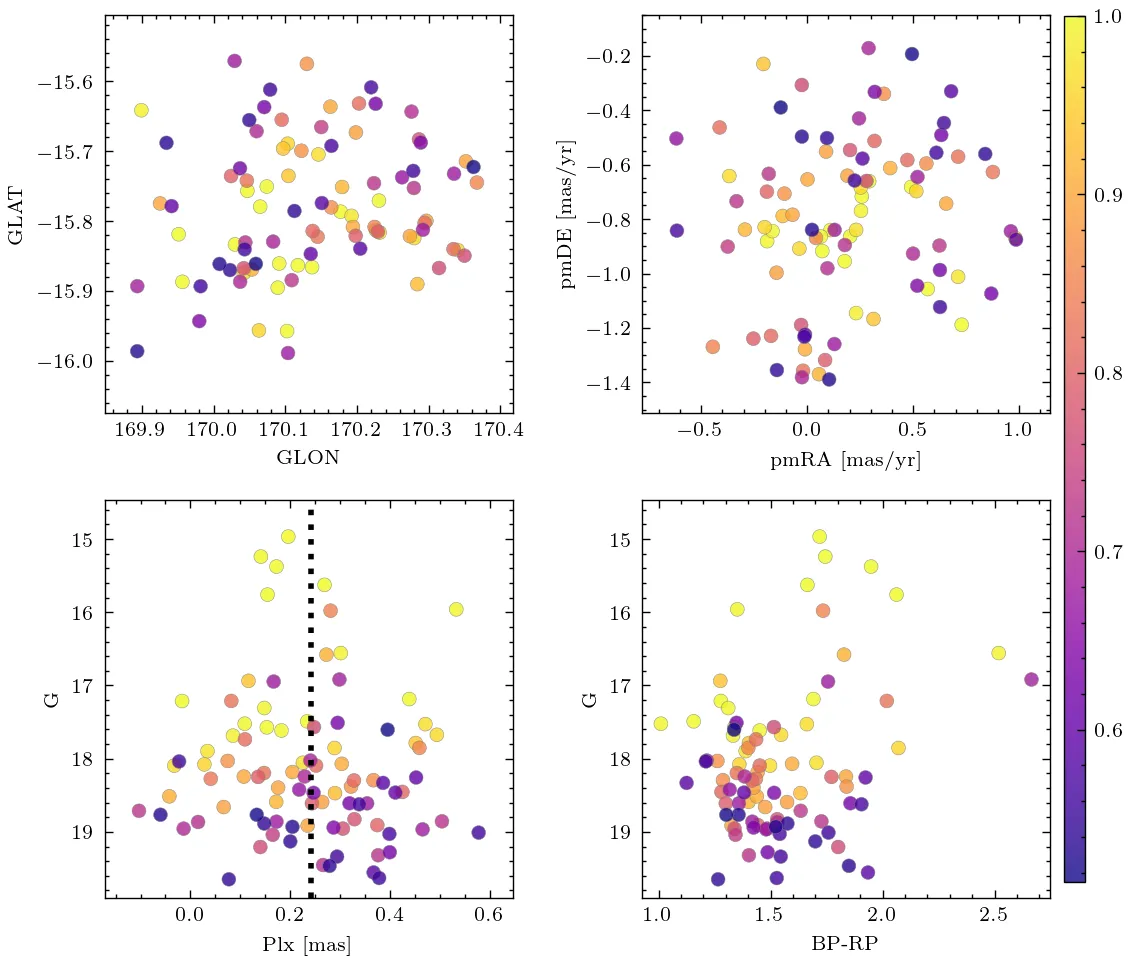 −15.6
−15.7
−15.8
−15.9
−16.0
GLAT
169.9 170.0 170.1 170.2 170.3 170.4
GLON
−0.2
−0.4
−0.6
−0.8
−1.0
−1.2
−1.4
pmDE [mas/yr]
−0.5 0.0 0.5 1.0
pmRA [mas/yr]
15
16
17
18
19
G
0.0 0.2 0.4 0.6
Plx [mas]
15
16
17
18
19
G
1.0 1.5 2.0 2.5
BP-RP
1.0
0.9
0.8
0.7
0.6